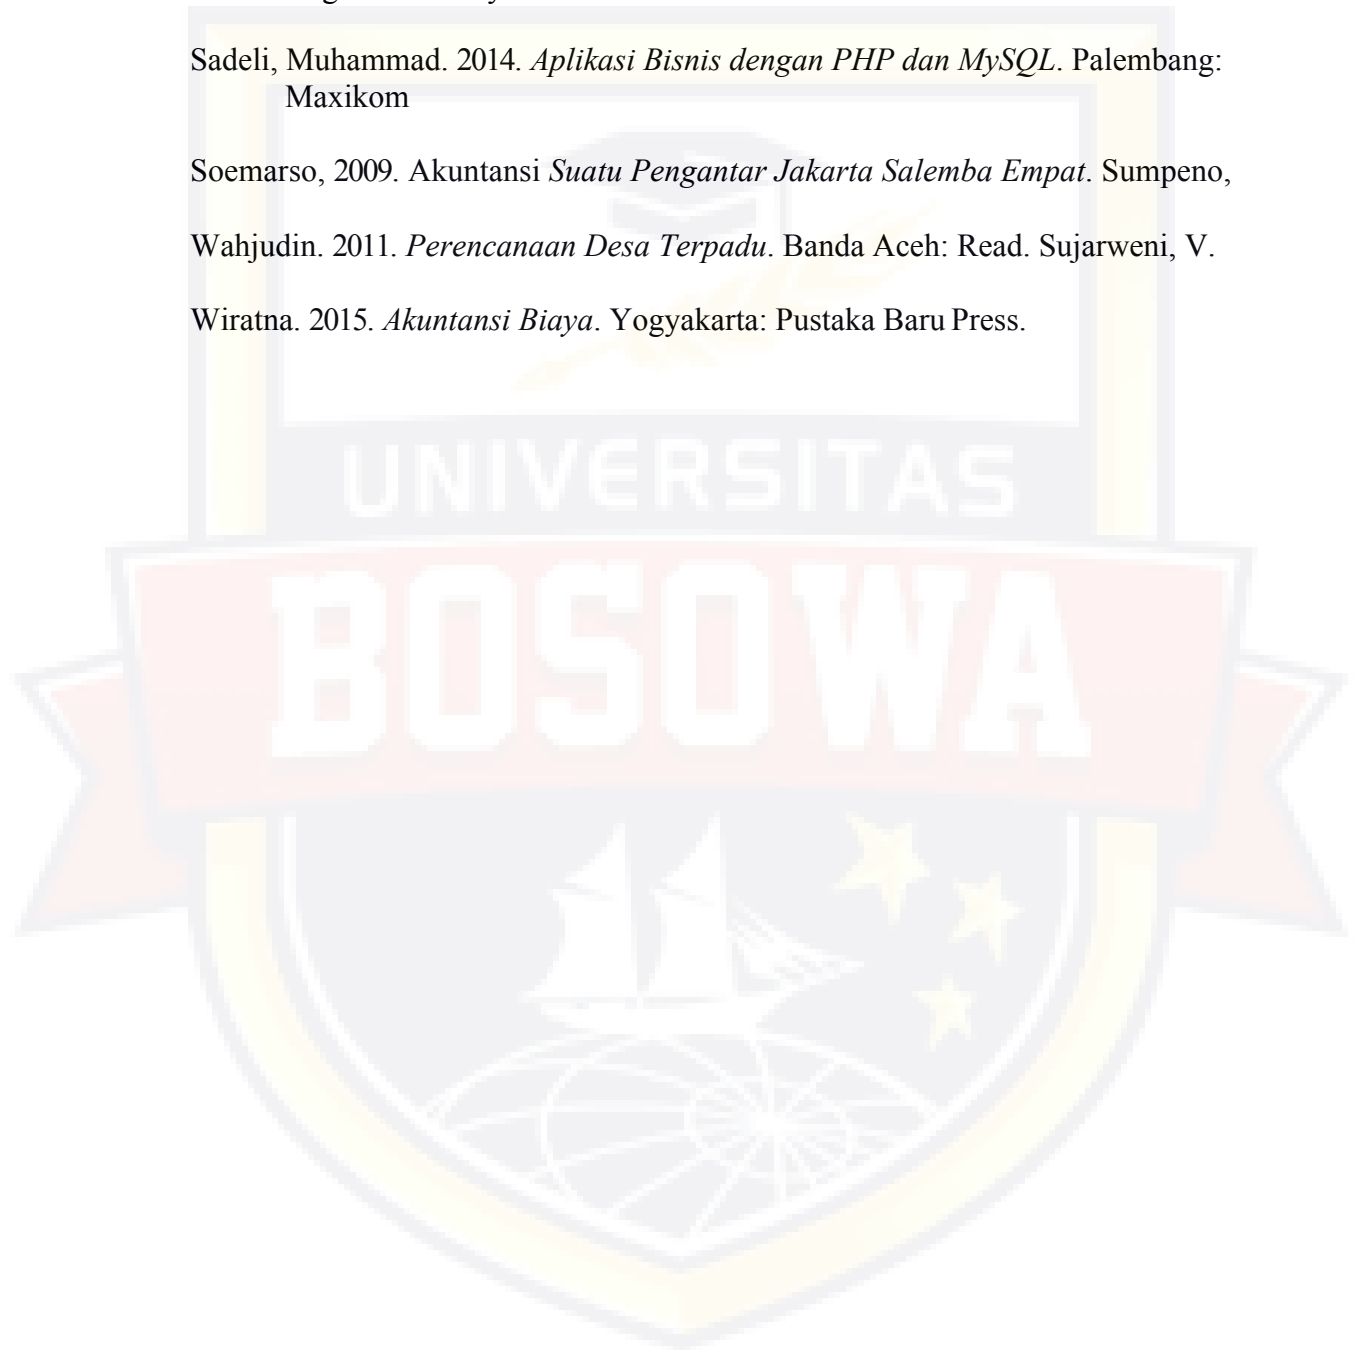 Sadeli, Muhammad. 2014. Aplikasi Bisnis dengan PHP dan MySQL. Palembang:
Maxikom
Soemarso, 2009. Akuntansi Suatu Pengantar Jakarta Salemba Empat. Sumpeno,
Wahjudin. 2011. Perencanaan Desa Terpadu. Banda Aceh: Read. Sujarweni, V.
Wiratna. 2015. Akuntansi Biaya. Yogyakarta: Pustaka Baru Press.
UNIVERSITAS
BOSOWA